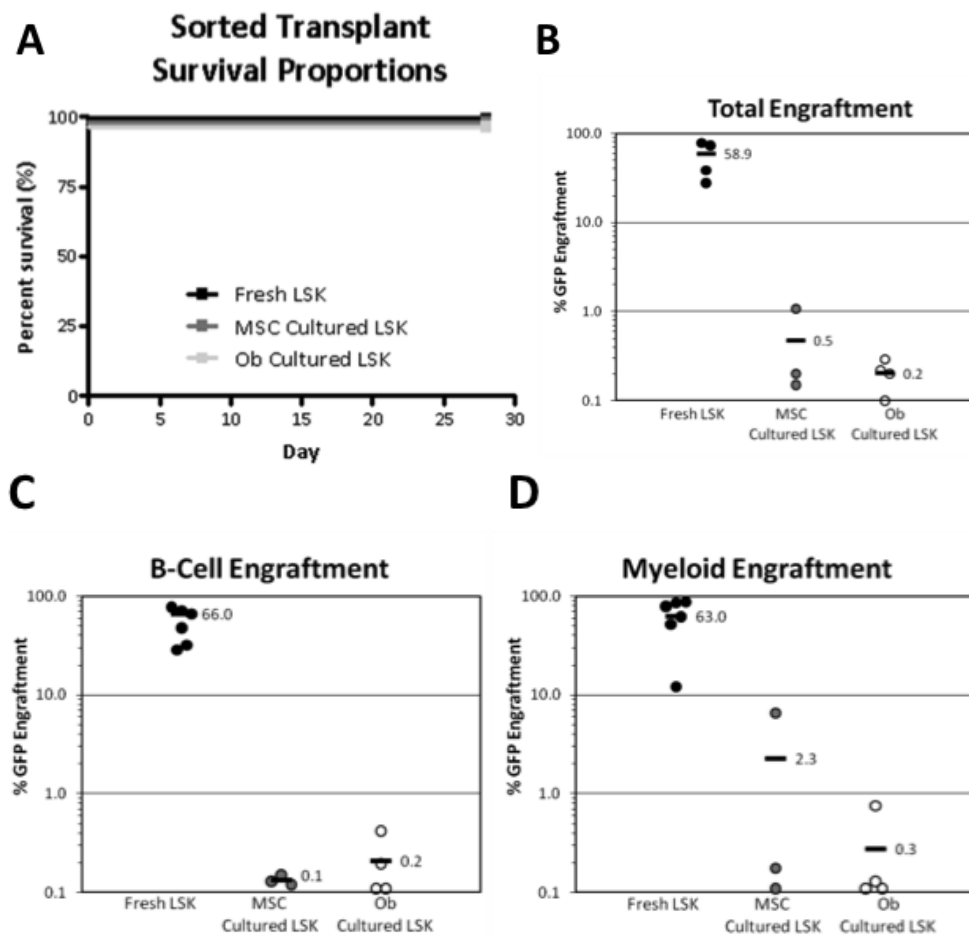 A
Sorted Transplant
Survival Proportions
Percent survival (%)
100
75
50
25
0
Fresh LSK
MSC Cultured LSK
Ob Cultured LSK
0 5 10 15 20 25 30
Day
B
Total Engraftment
% GFP Engraftment
100.0
10.0
1.0
0.1
58.9
0.5
0.2
Fresh LSK MSC Ob
Cultured LSK Cultured LSK
C
B-Cell Engraftment
% GFP Engraftment
100.0
10.0
1.0
0.1
66.0
0.1
0.2
Fresh LSK MSC Ob
Cultured LSK Cultured LSK
D
Myeloid Engraftment
% GFP Engraftment
100.0
10.0
1.0
0.1
63.0
2.3
0.3
Fresh LSK MSC Ob
Cultured LSK Cultured LSK